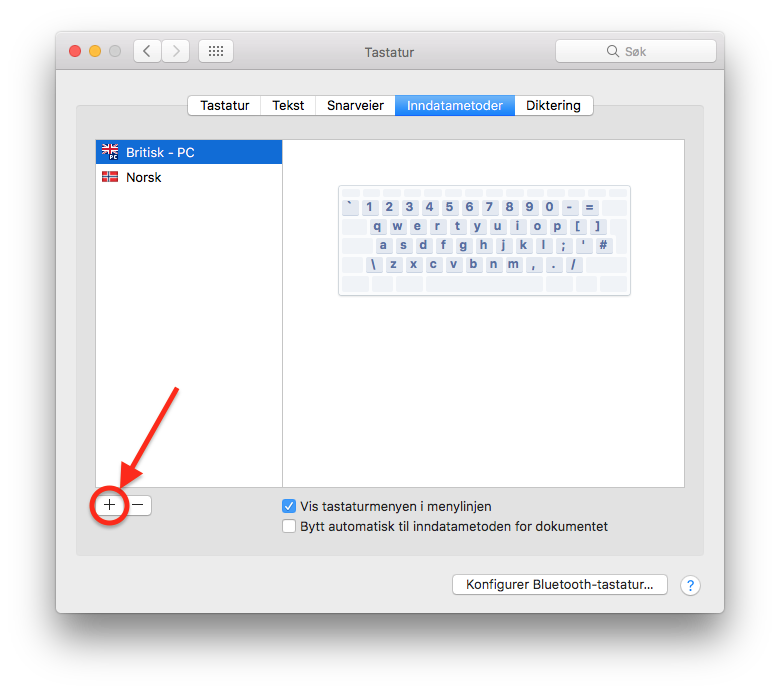 Tastatur
Søk
Tastatur Tekst Snarveier Inndatametoder Diktering
Britisk - PC
Norsk
PC
` 1 2 3 4 5 6 7 8 9 0 - =
q w e r t y u i o p [ ]
a s d f g h j k l ; ' #
\ z x c v b n m , . /
+ −
Vis tastaturmenyen i menylinjen
Bytt automatisk til inndatametoden for dokumentet
Konfigurer Bluetooth-tastatur...
?